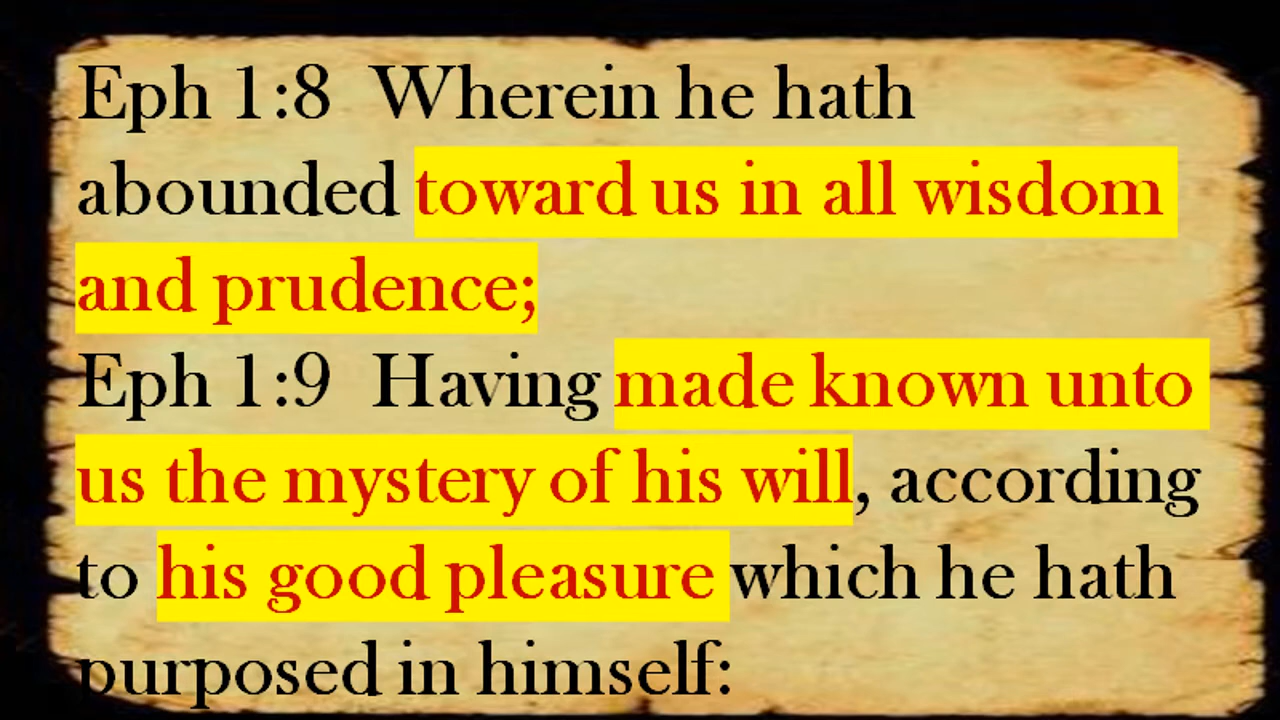 Eph 1:8  Wherein he hath
abounded toward us in all wisdom
and prudence;
Eph 1:9  Having made known unto
us the mystery of his will, according
to his good pleasure which he hath
purposed in himself: